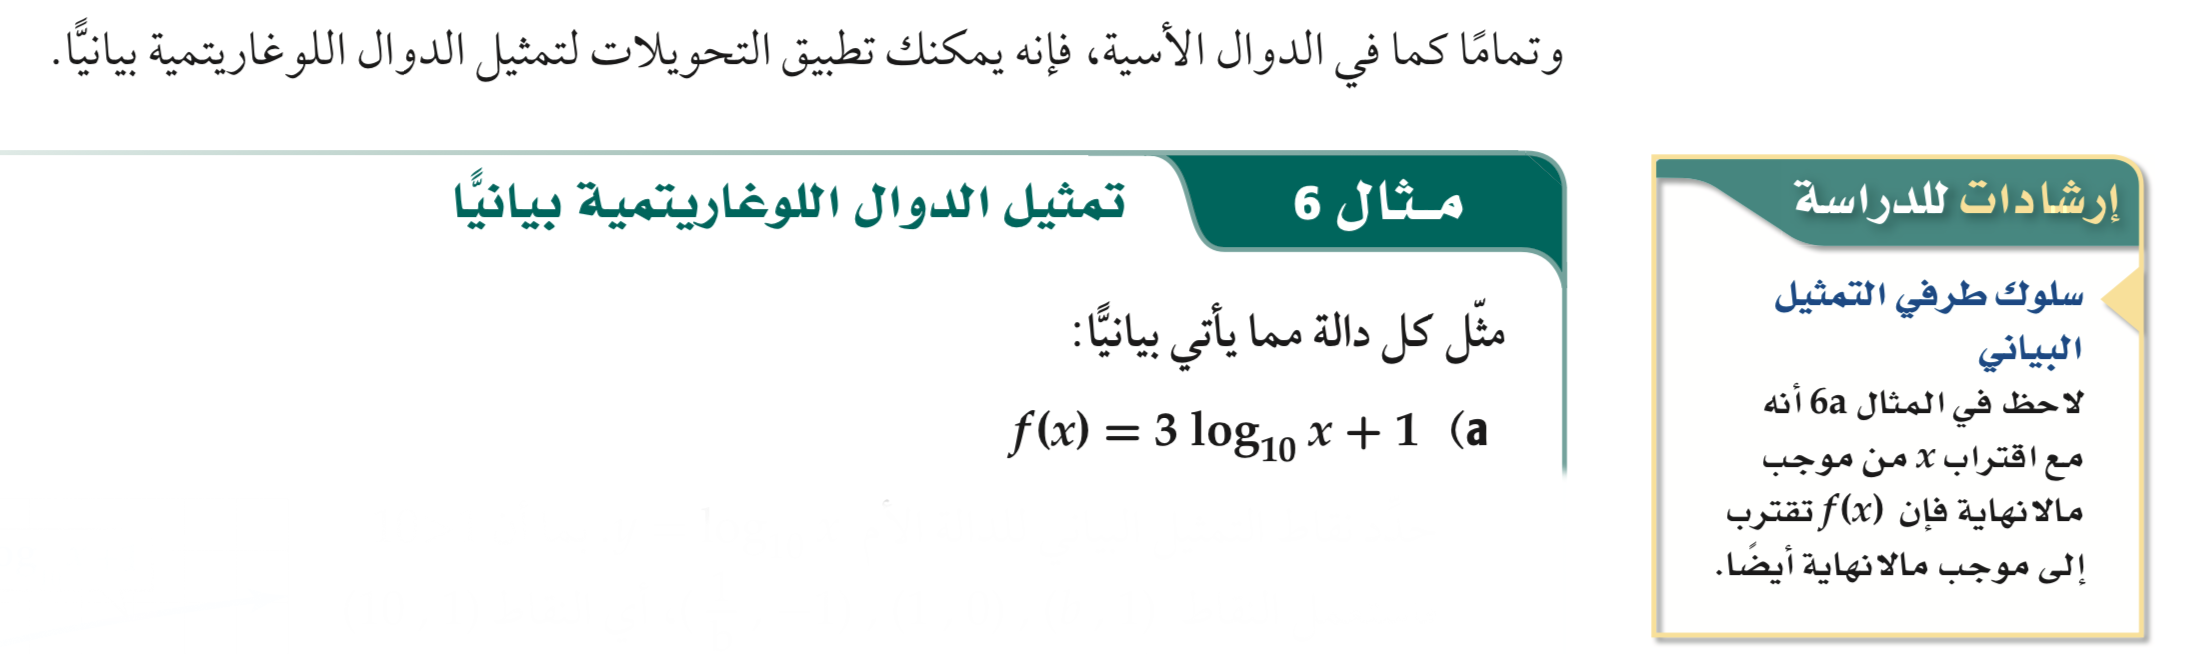 وتمامًا كما في الدوال الأسية، فإنه يمكنك تطبيق التحويلات لتمثيل الدوال اللوغاريتمية بيانيًّا.
مثال 6
تمثيل الدوال اللوغاريتمية بيانيًّا
مثّل كل دالة مما يأتي بيانيًّا:
f(x) = 3 log₁₀ x + 1 (a
إرشادات للدراسة
سلوك طرفي التمثيل
البياني
لاحظ في المثال 6a أنه
مع اقتراب x من موجب
مالانهاية فإن f(x) تقترب
إلى موجب مالانهاية أيضًا.